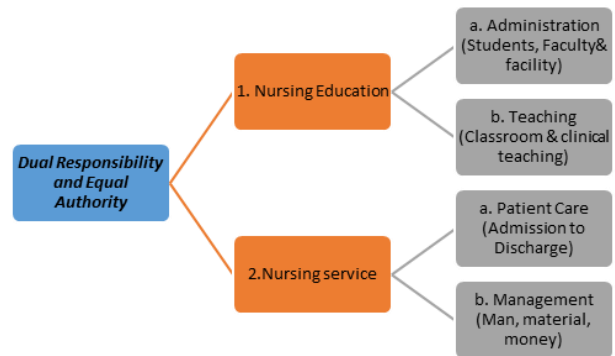 Dual Responsibility
and Equal
Authority
1. Nursing Education
2.Nursing service
a. Administration
(Students, Faculty&
facility)
b. Teaching
(Classroom & clinical
teaching)
a. Patient Care
(Admission to
Discharge)
b. Management
(Man, material,
money)